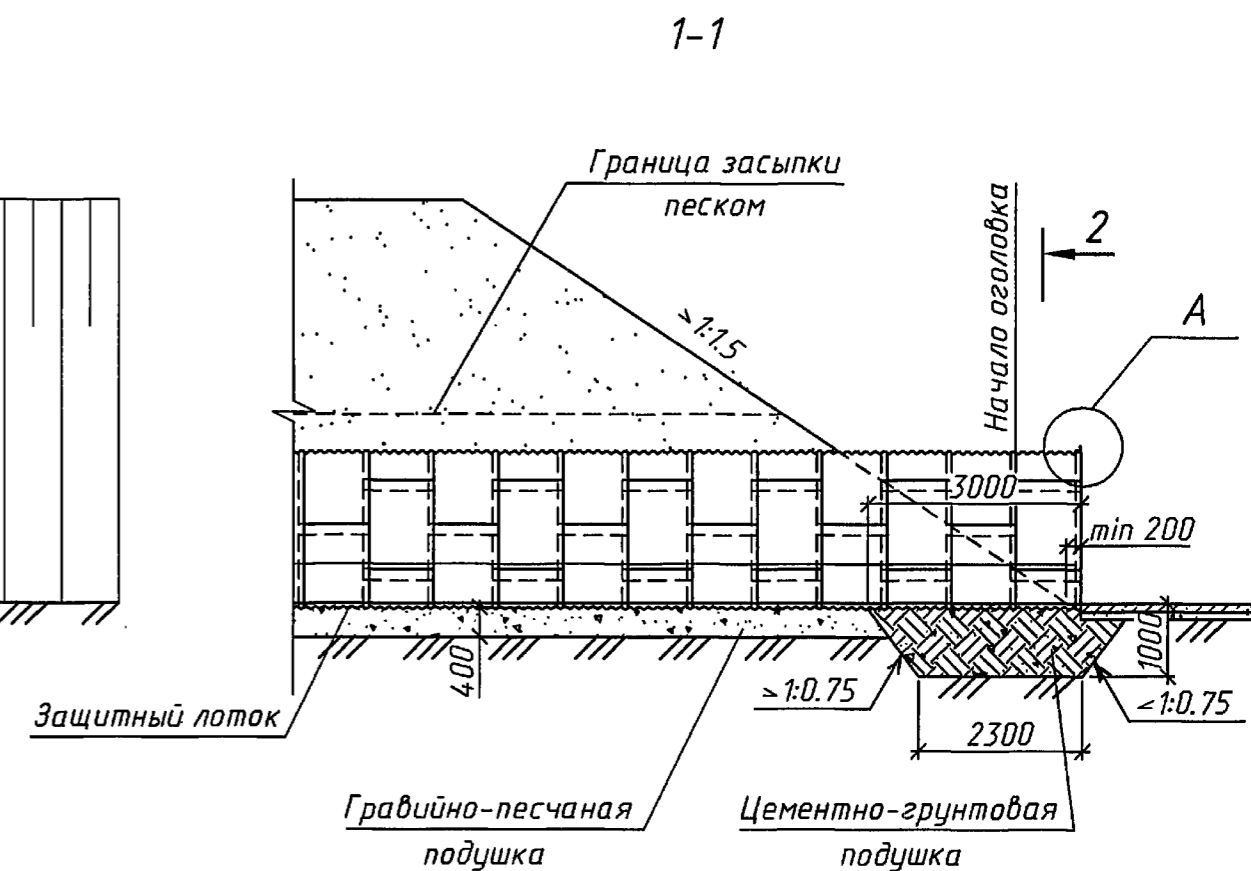 1-1
Граница засыпки
песком
Начало оголовка
2
А
>1:1.5
3000
min 200
400
1000
>1:0.75
<1:0.75
2300
Защитный лоток
Гравийно-песчаная
подушка
Цементно-грунтовая
подушка